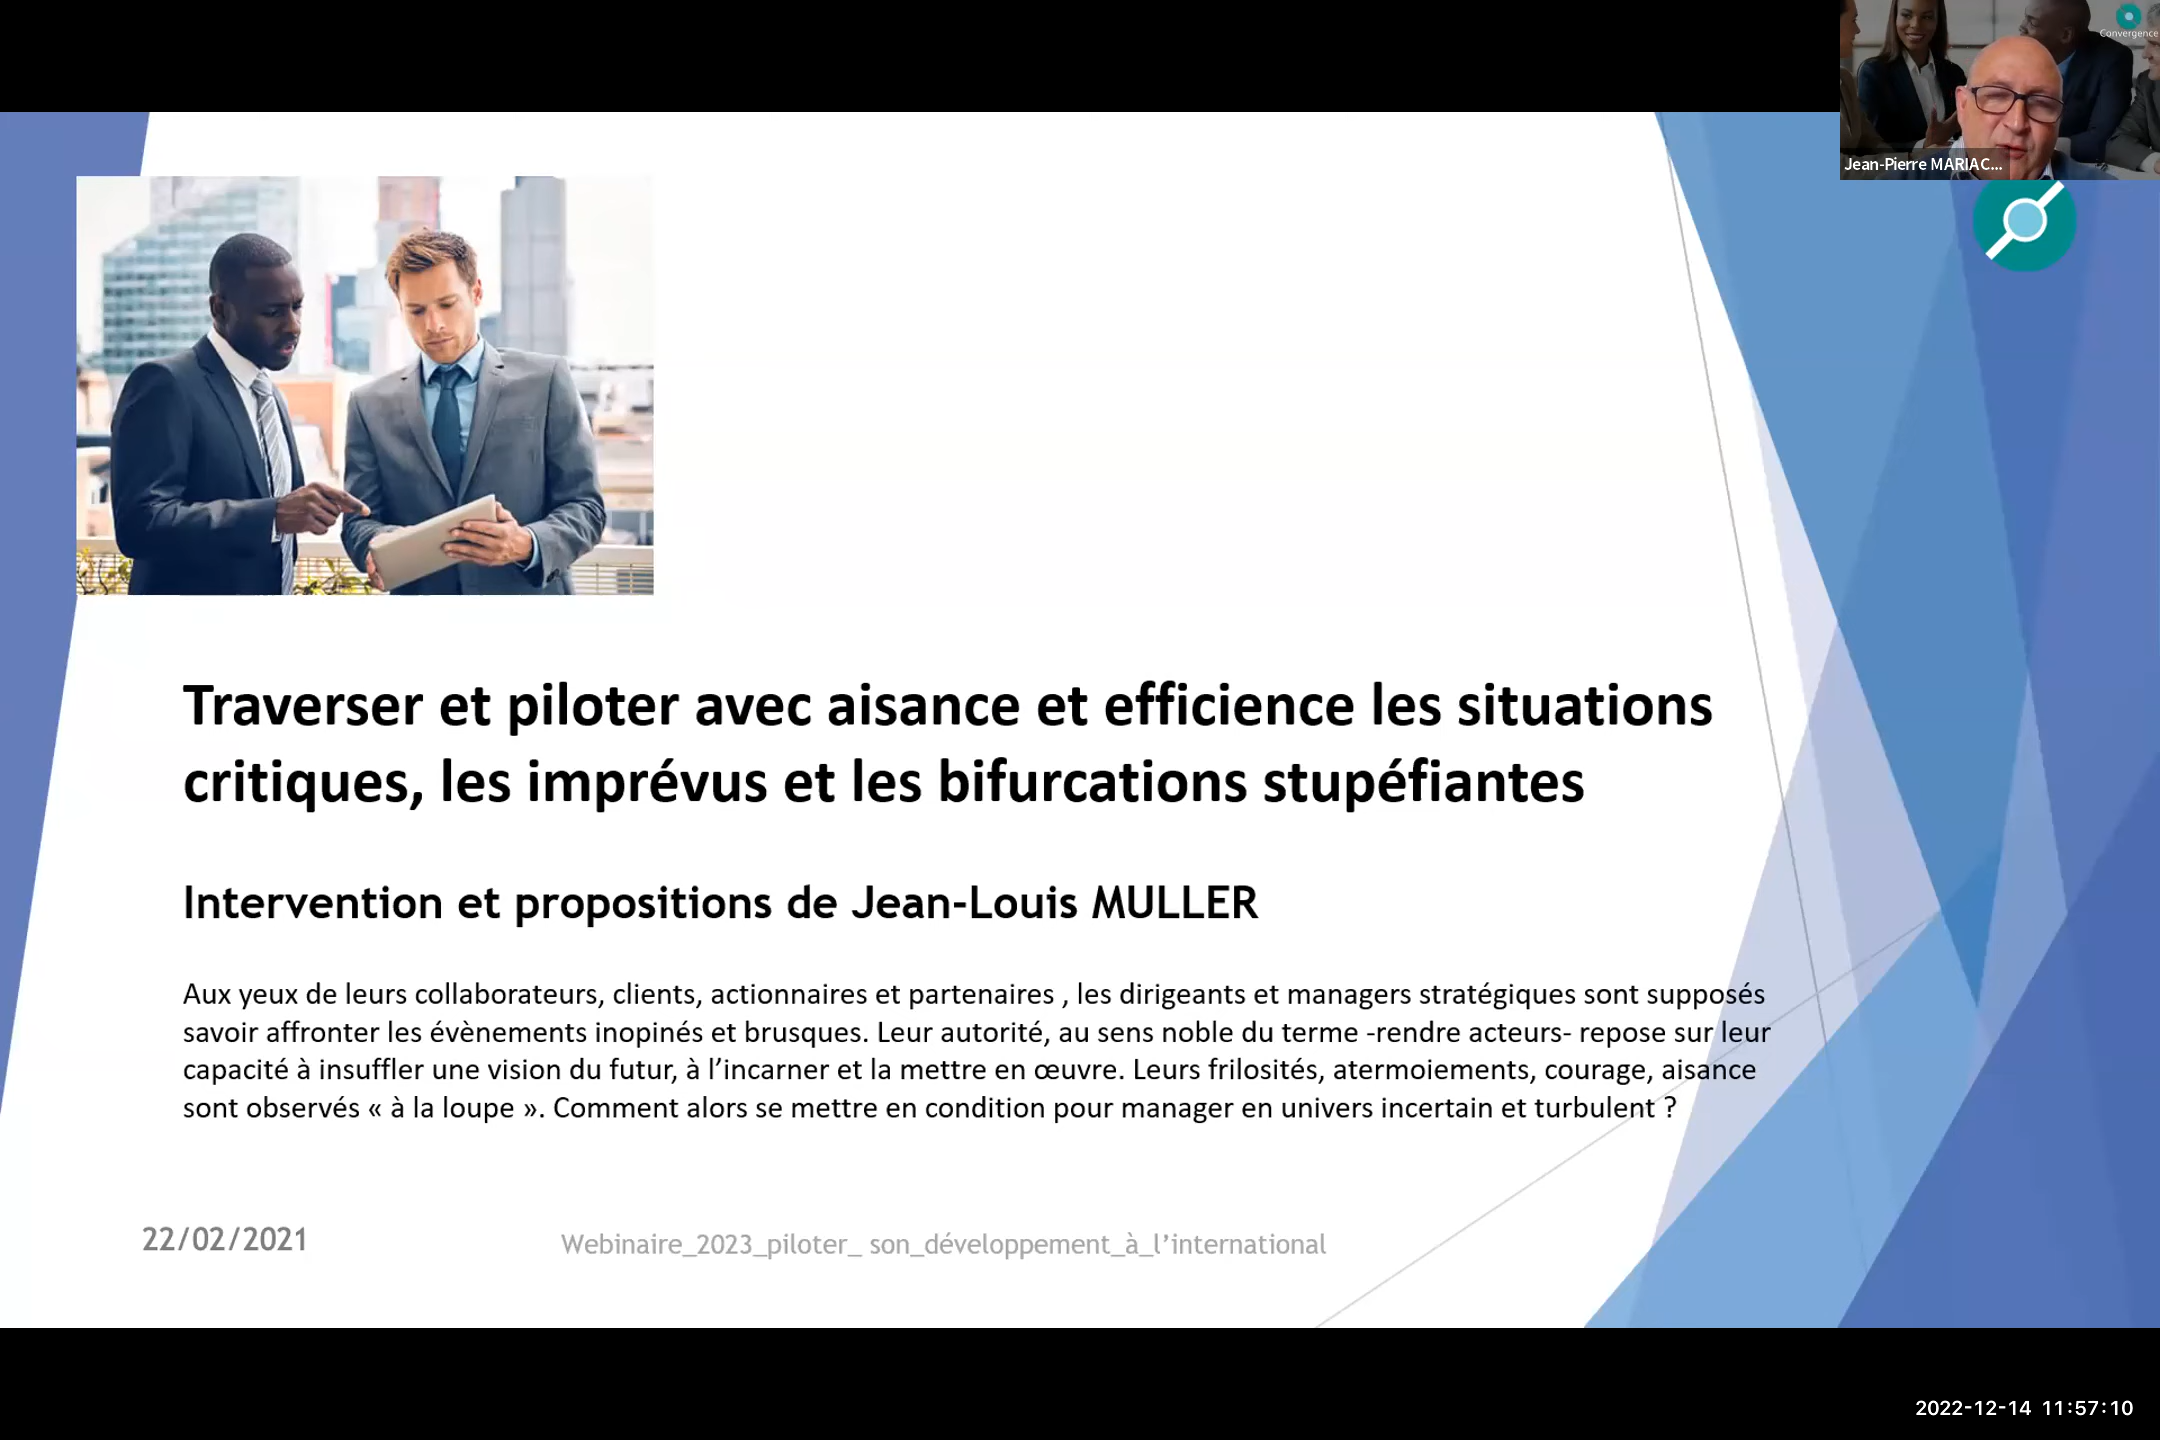 Convergence
Jean-Pierre MARIAC...
Traverser et piloter avec aisance et efficience les situations
critiques, les imprévus et les bifurcations stupéfiantes
Intervention et propositions de Jean-Louis MULLER
Aux yeux de leurs collaborateurs, clients, actionnaires et partenaires , les dirigeants et managers stratégiques sont supposés
savoir affronter les évènements inopinés et brusques. Leur autorité, au sens noble du terme -rendre acteurs- repose sur leur
capacité à insuffler une vision du futur, à l’incarner et la mettre en œuvre. Leurs frilosités, atermoiements, courage, aisance
sont observés « à la loupe ». Comment alors se mettre en condition pour manager en univers incertain et turbulent ?
22/02/2021
Webinaire_2023_piloter_ son_développement_à_l’international
2022-12-14 11:57:10